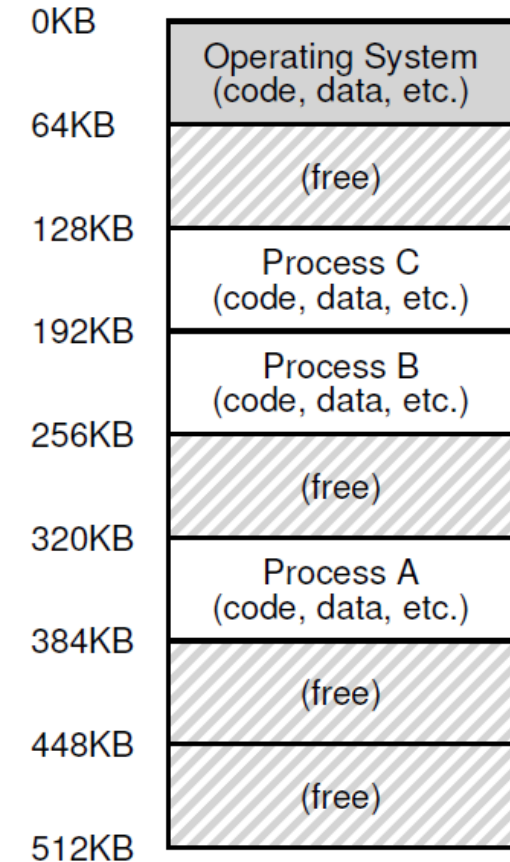 0KB
Operating System
(code, data, etc.)
64KB
(free)
128KB
Process C
(code, data, etc.)
192KB
Process B
(code, data, etc.)
256KB
(free)
320KB
Process A
(code, data, etc.)
384KB
(free)
448KB
(free)
512KB